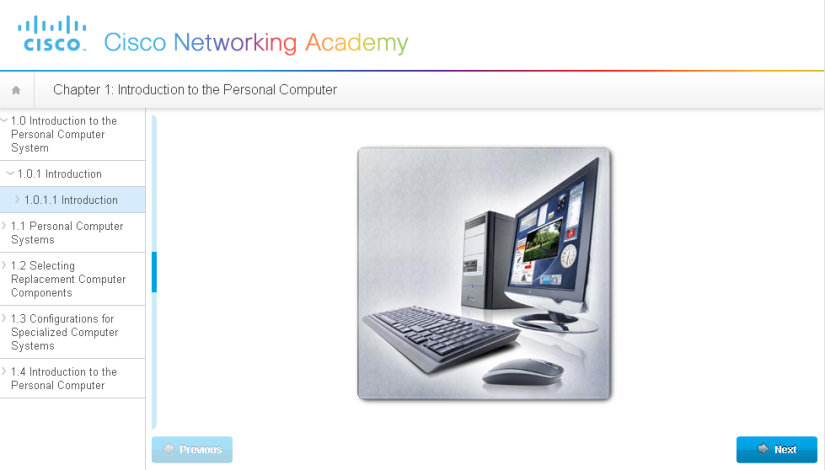 CISCO.
Cisco Networking Academy
Chapter 1: Introduction to the Personal Computer
1.0 Introduction to the
Personal Computer
System
1.0.1 Introduction
1.0.1.1 Introduction
1.1 Personal Computer
Systems
1.2 Selecting
Replacement Computer
Components
1.3 Configurations for
Specialized Computer
Systems
1.4 Introduction to the
Personal Computer
Previous
Next